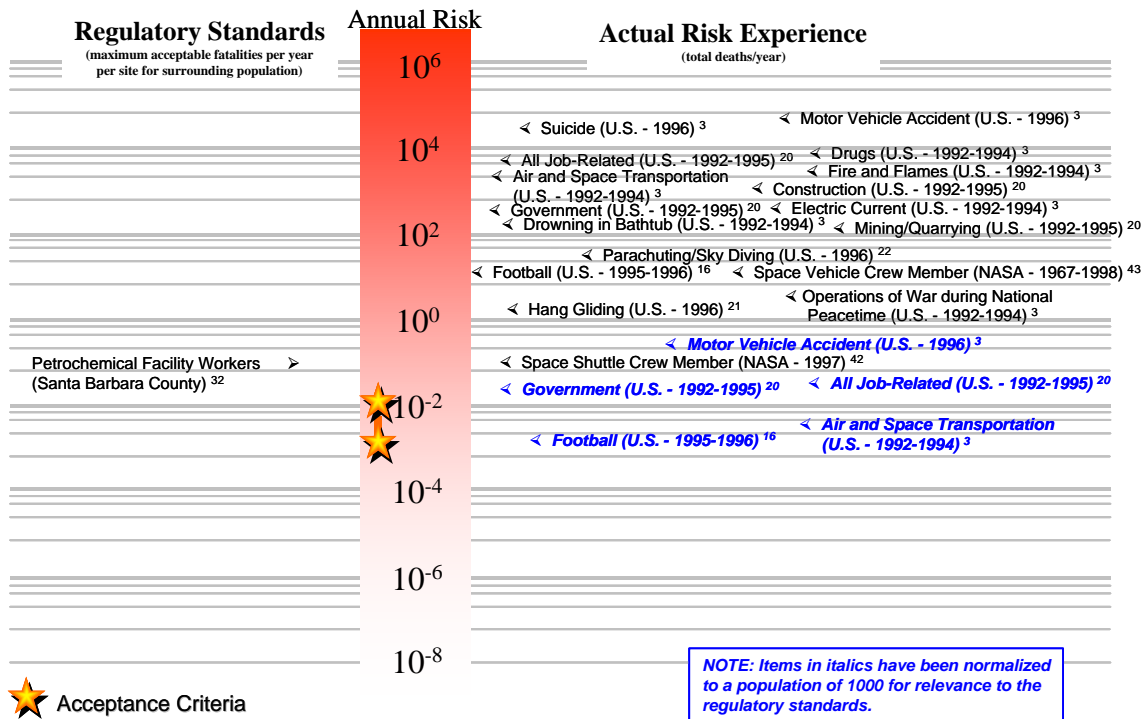 Regulatory Standards
(maximum acceptable fatalities per year
per site for surrounding population)
Annual Risk
Actual Risk Experience
(total deaths/year)
10⁶
10⁴
10²
10⁰
10⁻²
10⁻⁴
10⁻⁶
10⁻⁸
Petrochemical Facility Workers ➢
(Santa Barbara County) ³²
Suicide (U.S. - 1996) ³
Motor Vehicle Accident (U.S. - 1996) ³
All Job-Related (U.S. - 1992-1995) ²⁰
Drugs (U.S. - 1992-1994) ³
Air and Space Transportation
(U.S. - 1992-1994) ³
Fire and Flames (U.S. - 1992-1994) ³
Construction (U.S. - 1992-1995) ²⁰
Government (U.S. - 1992-1995) ²⁰
Electric Current (U.S. - 1992-1994) ³
Drowning in Bathtub (U.S. - 1992-1994) ³
Mining/Quarrying (U.S. - 1992-1995) ²⁰
Parachuting/Sky Diving (U.S. - 1996) ²²
Football (U.S. - 1995-1996) ¹⁶
Space Vehicle Crew Member (NASA - 1967-1998) ⁴³
Hang Gliding (U.S. - 1996) ²¹
Operations of War during National
Peacetime (U.S. - 1992-1994) ³
Motor Vehicle Accident (U.S. - 1996) ³
Space Shuttle Crew Member (NASA - 1997) ⁴²
Government (U.S. - 1992-1995) ²⁰
All Job-Related (U.S. - 1992-1995) ²⁰
Football (U.S. - 1995-1996) ¹⁶
Air and Space Transportation
(U.S. - 1992-1994) ³
Acceptance Criteria
NOTE: Items in italics have been normalized
to a population of 1000 for relevance to the
regulatory standards.